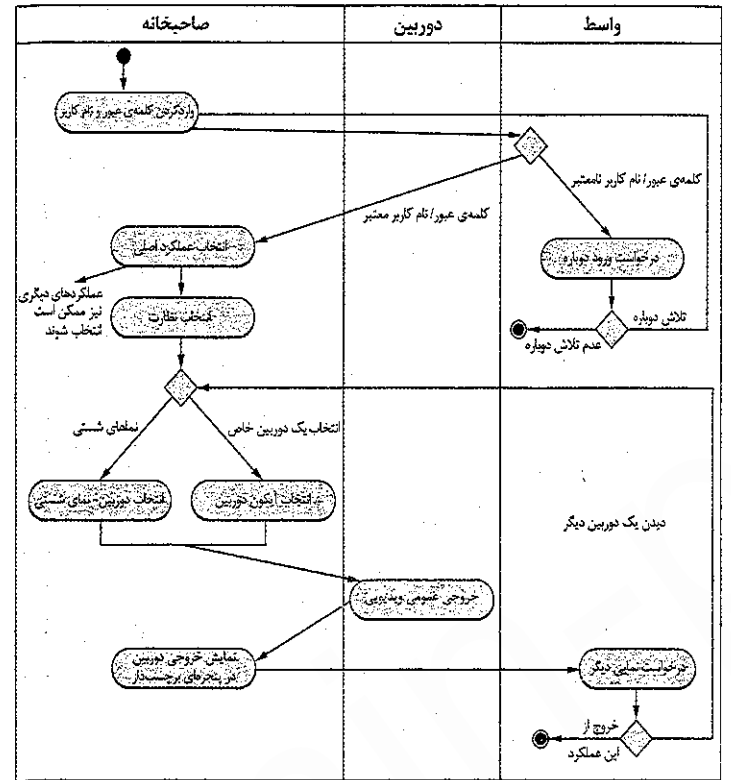 واسط
دوربین
صاحبخانه
واردکردن کلمه‌ی عبور و نام کاربر
کلمه‌ی عبور/ نام کاربر نامعتبر
کلمه‌ی عبور/ نام کاربر معتبر
انتخاب عملکرد اصلی
درخواست ورود دوباره
عملکردهای دیگری
نیز ممکن است
انتخاب شوند
انتخاب نظارت
تلاش دوباره
عدم تلاش دوباره
انتخاب یک دوربین خاص
نماهای شستی
انتخاب آیکون دوربین
انتخاب دوربین- نمای شستی
دیدن یک دوربین دیگر
خروجی عمومی ویدیویی
نمایش خروجی دوربین
در پنجره‌ای برچسب‌دار
درخواست نمایی دیگر
خروج از
این عملکرد